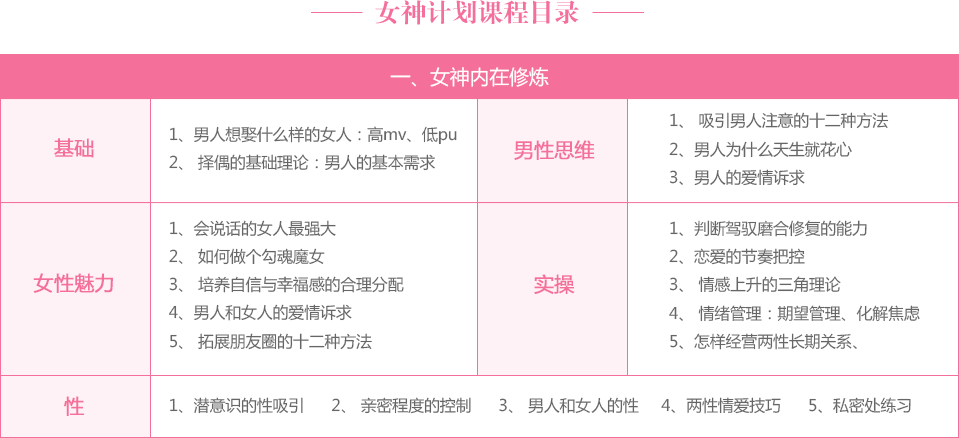 女神计划课程目录
一、女神内在修炼
基础
1、男人想娶什么样的女人：高mv、低pu
2、 择偶的基础理论：男人的基本需求
男性思维
1、 吸引男人注意的十二种方法
2、男人为什么天生就花心
3、男人的爱情诉求
女性魅力
1、会说话的女人最强大
2、 如何做个勾魂魔女
3、 培养自信与幸福感的合理分配
4、男人和女人的爱情诉求
5、 拓展朋友圈的十二种方法
实操
1、判断驾驭磨合修复的能力
2、恋爱的节奏把控
3、 情感上升的三角理论
4、 情绪管理：期望管理、化解焦虑
5、怎样经营两性长期关系、
性
1、潜意识的性吸引 2、 亲密程度的控制 3、 男人和女人的性 4、两性情爱技巧 5、私密处练习